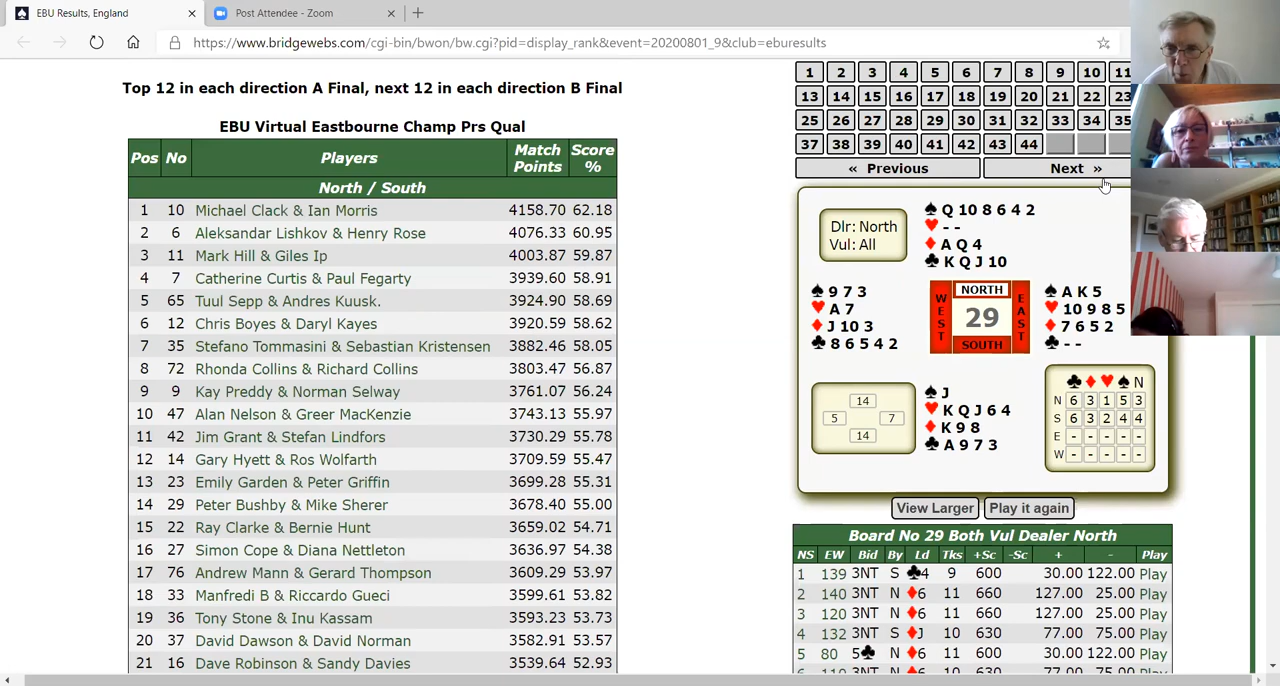 EBU Results, England
Post Attendee - Zoom
https://www.bridgewebs.com/cgi-bin/bwon/bw.cgi?pid=display_rank&event=20200801_9&club=eburesults
Top 12 in each direction A Final, next 12 in each direction B Final
EBU Virtual Eastbourne Champ Prs Qual
Pos No Players Match Points Score %
North / South
1 10 Michael Clack & Ian Morris 4158.70 62.18
2 6 Aleksandar Lishkov & Henry Rose 4076.33 60.95
3 11 Mark Hill & Giles Ip 4003.87 59.87
4 7 Catherine Curtis & Paul Fegarty 3939.60 58.91
5 65 Tuul Sepp & Andres Kuusk. 3924.90 58.69
6 12 Chris Boyes & Daryl Kayes 3920.59 58.62
7 35 Stefano Tommasini & Sebastian Kristensen 3882.46 58.05
8 72 Rhonda Collins & Richard Collins 3803.47 56.87
9 9 Kay Preddy & Norman Selway 3761.07 56.24
10 47 Alan Nelson & Greer MacKenzie 3743.13 55.97
11 42 Jim Grant & Stefan Lindfors 3730.29 55.78
12 14 Gary Hyett & Ros Wolfarth 3709.59 55.47
13 23 Emily Garden & Peter Griffin 3699.28 55.31
14 29 Peter Bushby & Mike Sherer 3678.40 55.00
15 22 Ray Clarke & Bernie Hunt 3659.02 54.71
16 27 Simon Cope & Diana Nettleton 3636.97 54.38
17 76 Andrew Mann & Gerard Thompson 3609.29 53.97
18 33 Manfredi B & Riccardo Gueci 3599.61 53.82
19 36 Tony Stone & Inu Kassam 3593.23 53.73
20 37 David Dawson & David Norman 3582.91 53.57
21 16 Dave Robinson & Sandy Davies 3539.64 52.93
1 2 3 4 5 6 7 8 9 10 11
13 14 15 16 17 18 19 20 21 22 23
25 26 27 28 29 30 31 32 33 34 35
37 38 39 40 41 42 43 44
« Previous Next »
Dlr: North
Vul: All
♠ Q 10 8 6 4 2
♥ - -
♦ A Q 4
♣ K Q J 10
♠ 9 7 3
♥ A 7
♦ J 10 3
♣ 8 6 5 4 2
NORTH
WEST
29
EAST
SOUTH
♠ A K 5
♥ 10 9 8 5
♦ 7 6 5 2
♣ - -
♠ J
♥ K Q J 6 4
♦ K 9 8
♣ A 9 7 3
14
5 7
14
♣ ♦ ♥ ♠ N
N 6 3 1 5 3
S 6 3 2 4 4
E - - - - -
W - - - - -
View Larger Play it again
Board No 29 Both Vul Dealer North
NS EW Bid By Ld Tks +Sc -Sc + - Play
1 139 3NT S ♣4 9 600 30.00 122.00 Play
2 140 3NT N ♦6 11 660 127.00 25.00 Play
3 120 3NT N ♦6 11 660 127.00 25.00 Play
4 132 3NT S ♦J 10 630 77.00 75.00 Play
5 80 5♣ N ♦6 11 600 30.00 122.00 Play